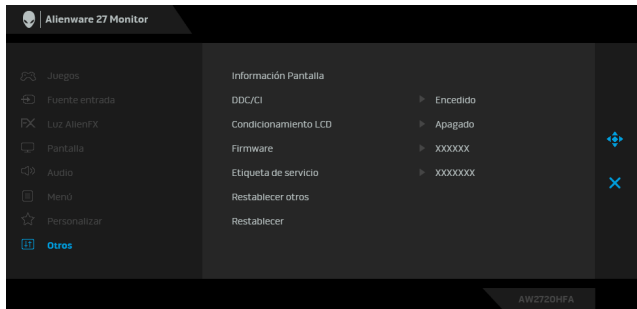 Alienware 27 Monitor
Juegos
Fuente entrada
FX Luz AlienFX
Pantalla
Audio
Menú
Personalizar
Otros
Información Pantalla
DDC/CI Encedido
Condicionamiento LCD Apagado
Firmware XXXXXX
Etiqueta de servicio XXXXXXX
Restablecer otros
Restablecer
AW2720HFA